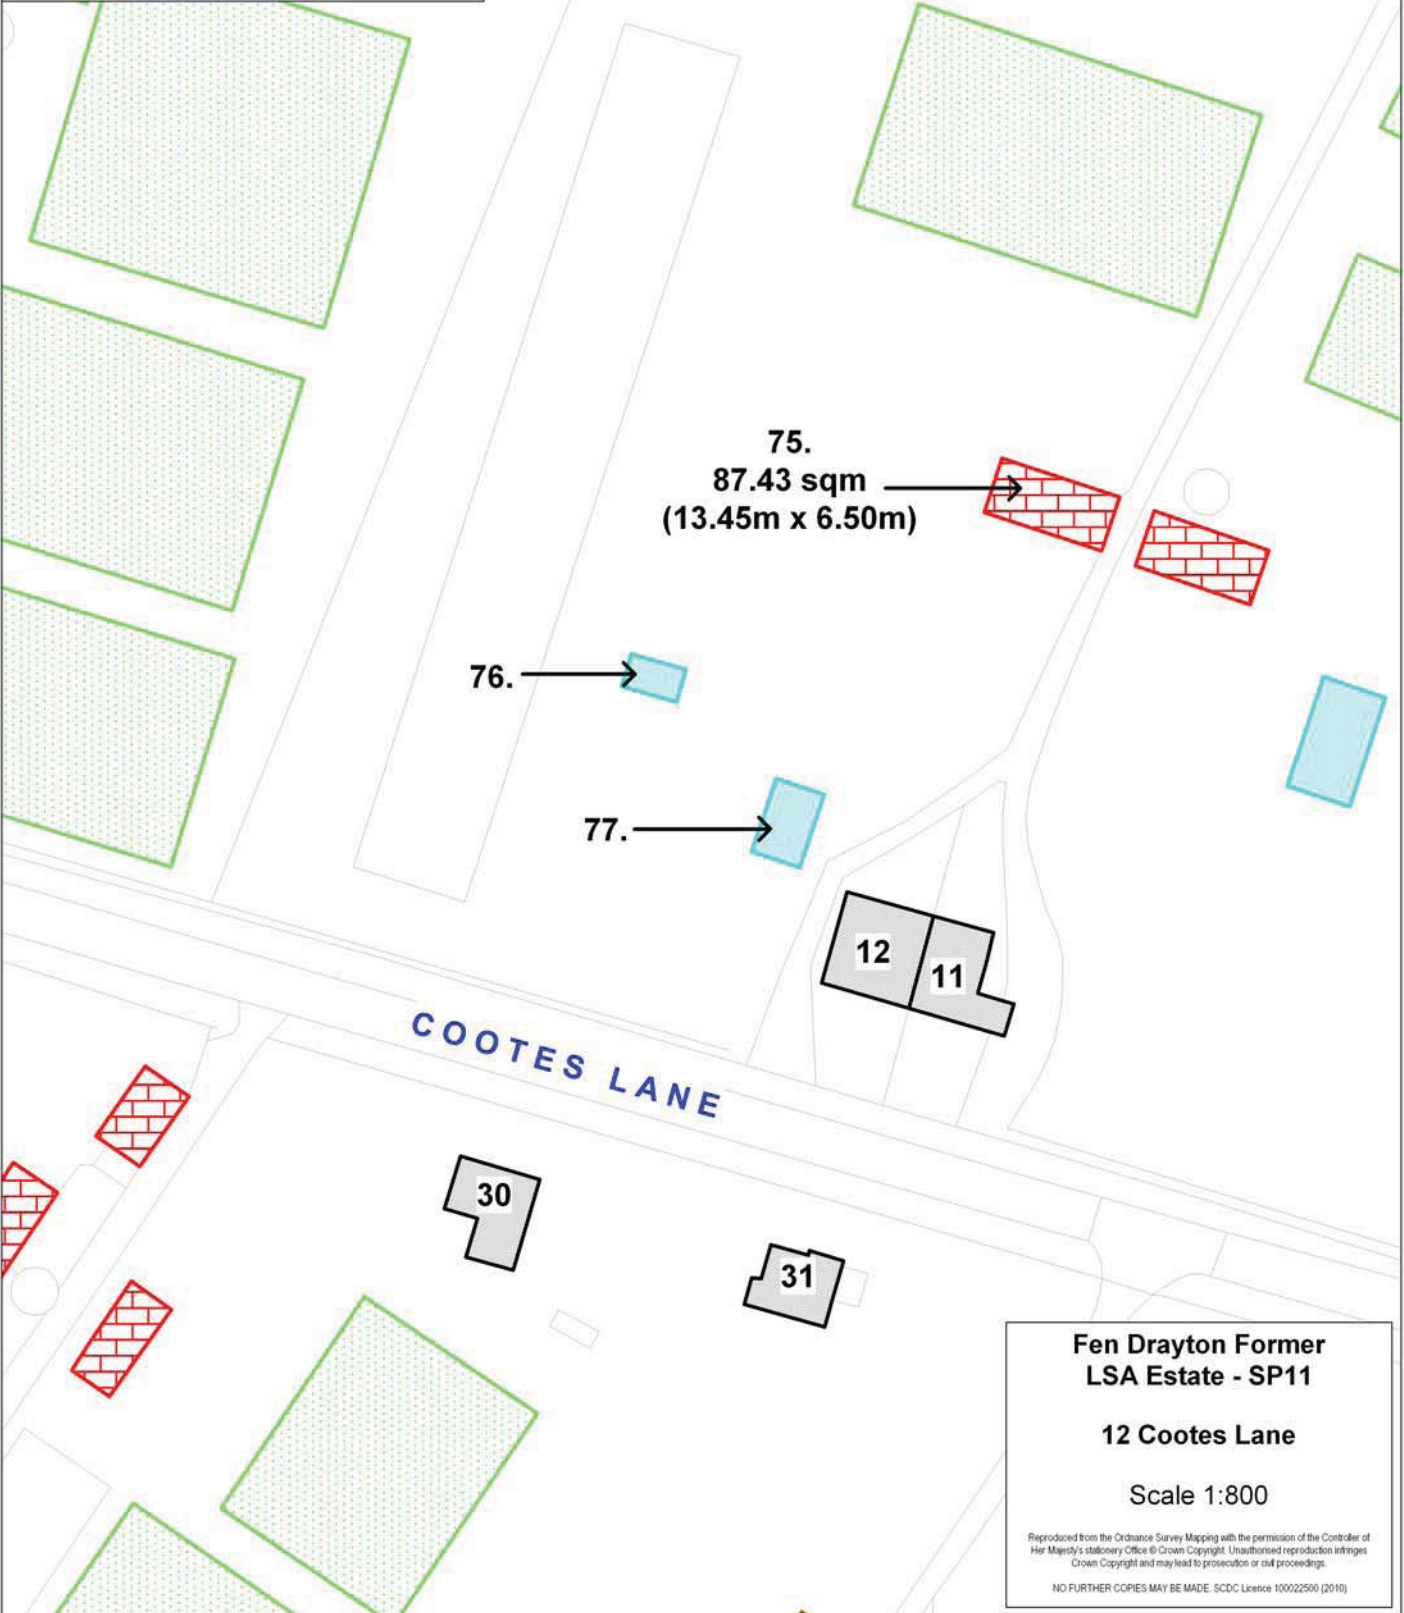 75.
87.43 sqm
(13.45m x 6.50m)
76.
77.
12
11
COOTES LANE
30
31
Fen Drayton Former
LSA Estate - SP11
12 Cootes Lane
Scale 1:800
Reproduced from the Ordnance Survey Mapping with the permission of the Controller of
Her Majesty's stationery Office © Crown Copyright. Unauthorised reproduction infringes
Crown Copyright and may lead to prosecution or civil proceedings.
NO FURTHER COPIES MAY BE MADE. SCDC Licence 100022500 (2010)